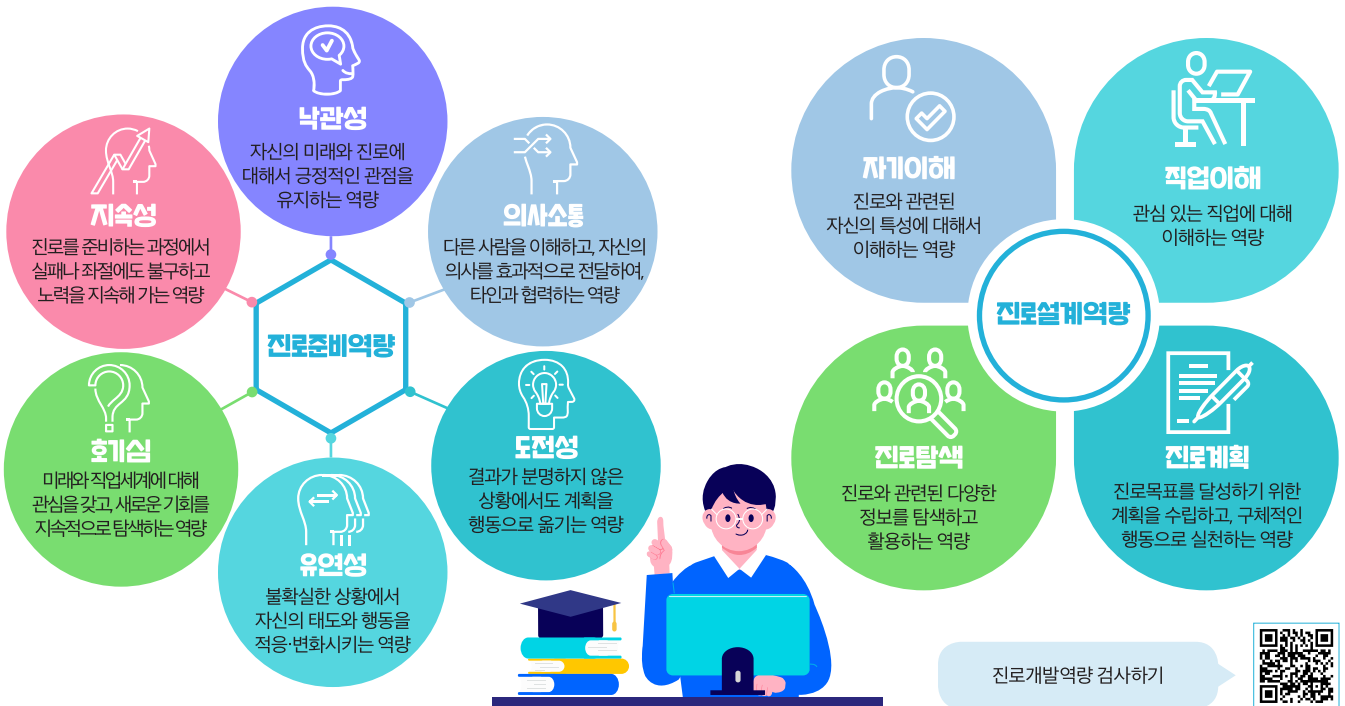 낙관성
자신의 미래와 진로에
대해서 긍정적인 관점을
유지하는 역량
지속성
진로를 준비하는 과정에서
실패나 좌절에도 불구하고
노력을 지속해 가는 역량
의사소통
다른 사람을 이해하고, 자신의
의사를 효과적으로 전달하여,
타인과 협력하는 역량
진로준비역량
호기심
미래와 직업세계에 대해
관심을 갖고, 새로운 기회를
지속적으로 탐색하는 역량
도전성
결과가 분명하지 않은
상황에서도 계획을
행동으로 옮기는 역량
유연성
불확실한 상황에서
자신의 태도와 행동을
적응·변화시키는 역량
자기이해
진로와 관련된
자신의 특성에 대해서
이해하는 역량
직업이해
관심 있는 직업에 대해
이해하는 역량
진로설계역량
진로탐색
진로와 관련된 다양한
정보를 탐색하고
활용하는 역량
진로계획
진로목표를 달성하기 위한
계획을 수립하고, 구체적인
행동으로 실천하는 역량
진로개발역량 검사하기